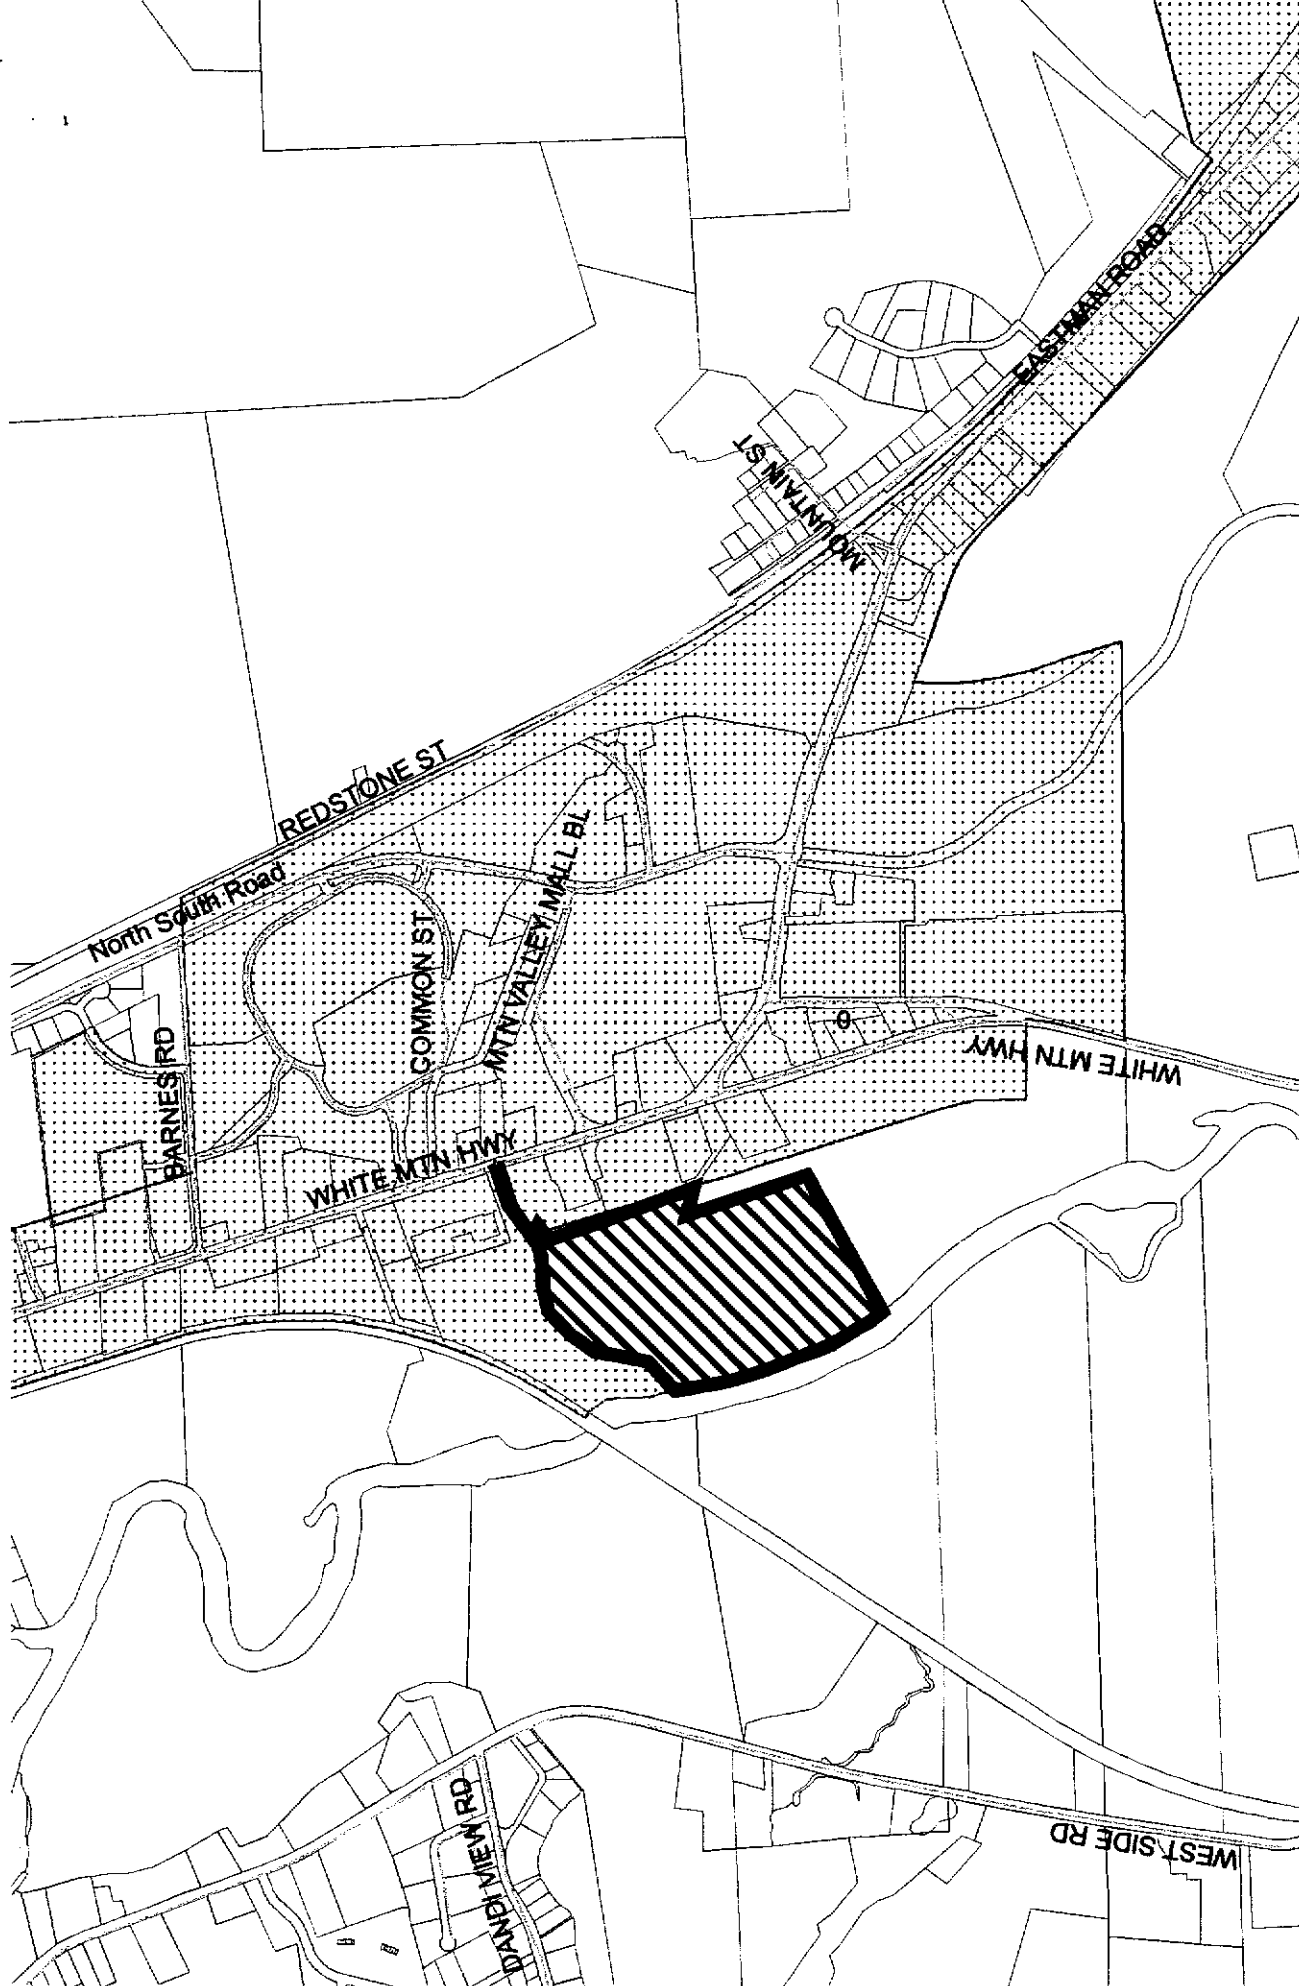 EASTMAN ROAD
MOUNTAIN ST
REDSTONE ST
North South Road
MTN VALLEY MALL BL
COMMON ST
BARNES RD
WHITE MTN HWY
WHITE MTN HWY
DANDI VIEW RD
WEST SIDE RD